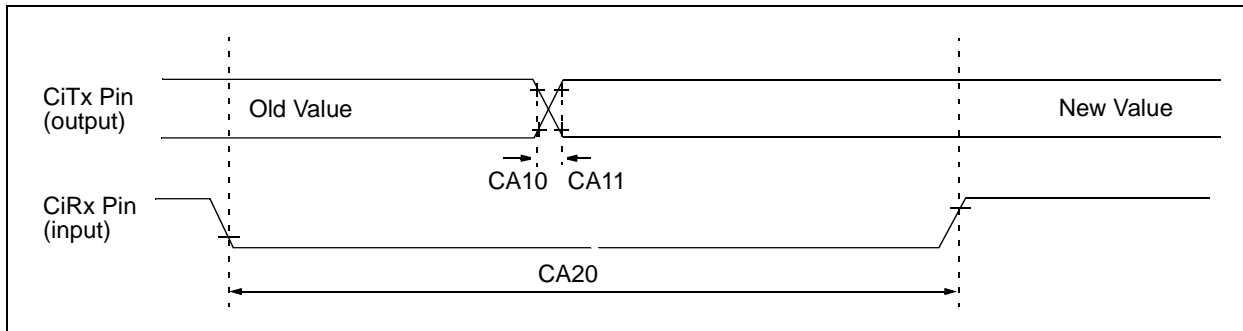 CiTx Pin
(output)
Old Value
New Value
CA10 CA11
CiRx Pin
(input)
CA20